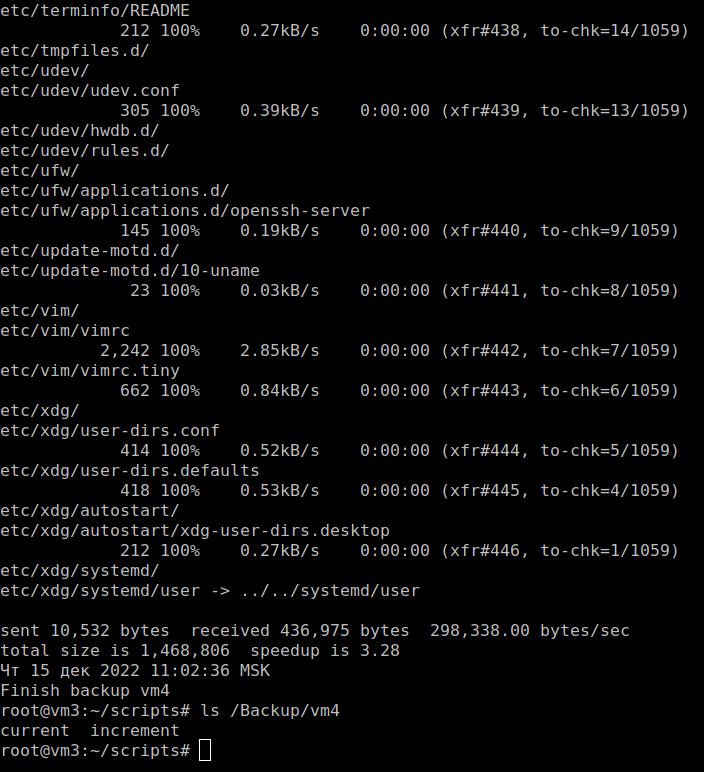 etc/terminfo/README
            212 100%    0.27kB/s    0:00:00 (xfr#438, to-chk=14/1059)
etc/tmpfiles.d/
etc/udev/
etc/udev/udev.conf
            305 100%    0.39kB/s    0:00:00 (xfr#439, to-chk=13/1059)
etc/udev/hwdb.d/
etc/udev/rules.d/
etc/ufw/
etc/ufw/applications.d/
etc/ufw/applications.d/openssh-server
            145 100%    0.19kB/s    0:00:00 (xfr#440, to-chk=9/1059)
etc/update-motd.d/
etc/update-motd.d/10-uname
             23 100%    0.03kB/s    0:00:00 (xfr#441, to-chk=8/1059)
etc/vim/
etc/vim/vimrc
          2,242 100%    2.85kB/s    0:00:00 (xfr#442, to-chk=7/1059)
etc/vim/vimrc.tiny
            662 100%    0.84kB/s    0:00:00 (xfr#443, to-chk=6/1059)
etc/xdg/
etc/xdg/user-dirs.conf
            414 100%    0.52kB/s    0:00:00 (xfr#444, to-chk=5/1059)
etc/xdg/user-dirs.defaults
            418 100%    0.53kB/s    0:00:00 (xfr#445, to-chk=4/1059)
etc/xdg/autostart/
etc/xdg/autostart/xdg-user-dirs.desktop
            212 100%    0.27kB/s    0:00:00 (xfr#446, to-chk=1/1059)
etc/xdg/systemd/
etc/xdg/systemd/user -> ../../systemd/user

sent 10,532 bytes  received 436,975 bytes  298,338.00 bytes/sec
total size is 1,468,806  speedup is 3.28
Чт 15 дек 2022 11:02:36 MSK
Finish backup vm4
root@vm3:~/scripts# ls /Backup/vm4
current  increment
root@vm3:~/scripts#